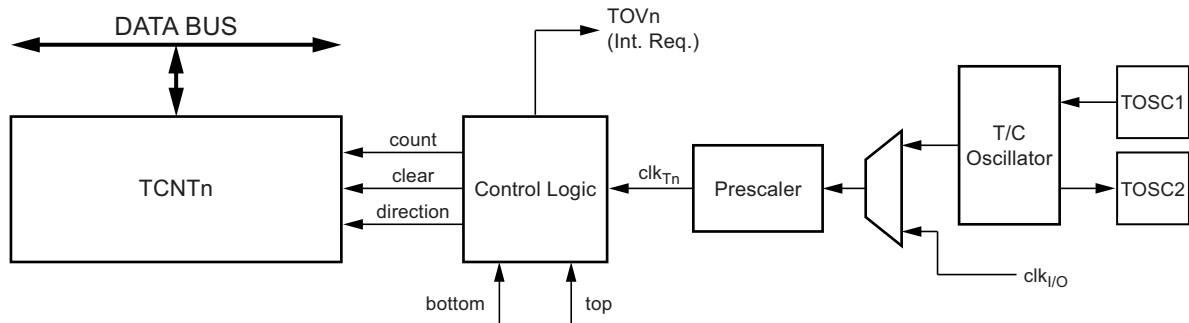 DATA BUS
TOVn
(Int. Req.)
TCNTn
count
clear
direction
Control Logic
clkTn
Prescaler
T/C
Oscillator
TOSC1
TOSC2
clkI/O
bottom
top